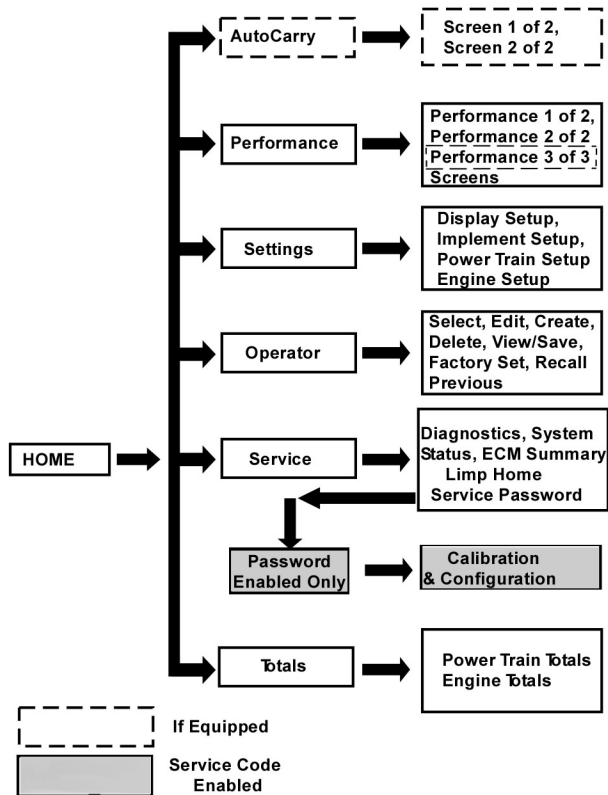 AutoCarry
Screen 1 of 2,
Screen 2 of 2
Performance
Performance 1 of 2,
Performance 2 of 2
Performance 3 of 3
Screens
Settings
Display Setup,
Implement Setup,
Power Train Setup
Engine Setup
Operator
Select, Edit, Create,
Delete, View/Save,
Factory Set, Recall
Previous
HOME
Service
Diagnostics, System
Status, ECM Summary
Limp Home
Service Password
Password
Enabled Only
Calibration
& Configuration
Totals
Power Train Totals
Engine Totals
If Equipped
Service Code
Enabled